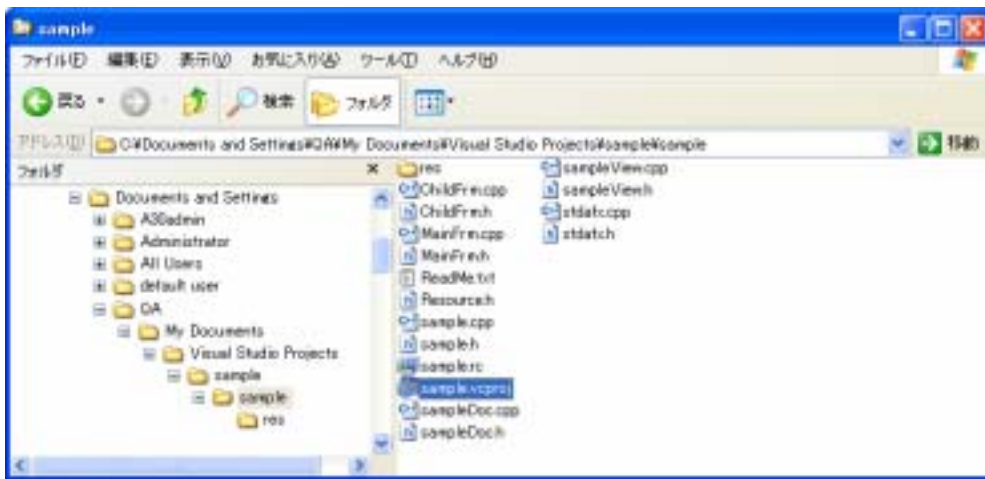 sample
ファイル(F) 編集(E) 表示(V) お気に入り(A) ツール(T) ヘルプ(H)
戻る 検索 フォルダ
アドレス(D) C:¥Documents and Settings¥QA¥My Documents¥Visual Studio Projects¥sample¥sample 移動
フォルダ
Documents and Settings
Administrator
All Users
default user
QA
My Documents
Visual Studio Projects
sample
sample
res
res
ChildFrm.cpp
ChildFrm.h
MainFrm.cpp
MainFrm.h
ReadMe.txt
Resource.h
sample.cpp
sample.h
sample.rc
sample.vcproj
sampleDoc.cpp
sampleDoc.h
sampleView.cpp
sampleView.h
stdafx.cpp
stdafx.h